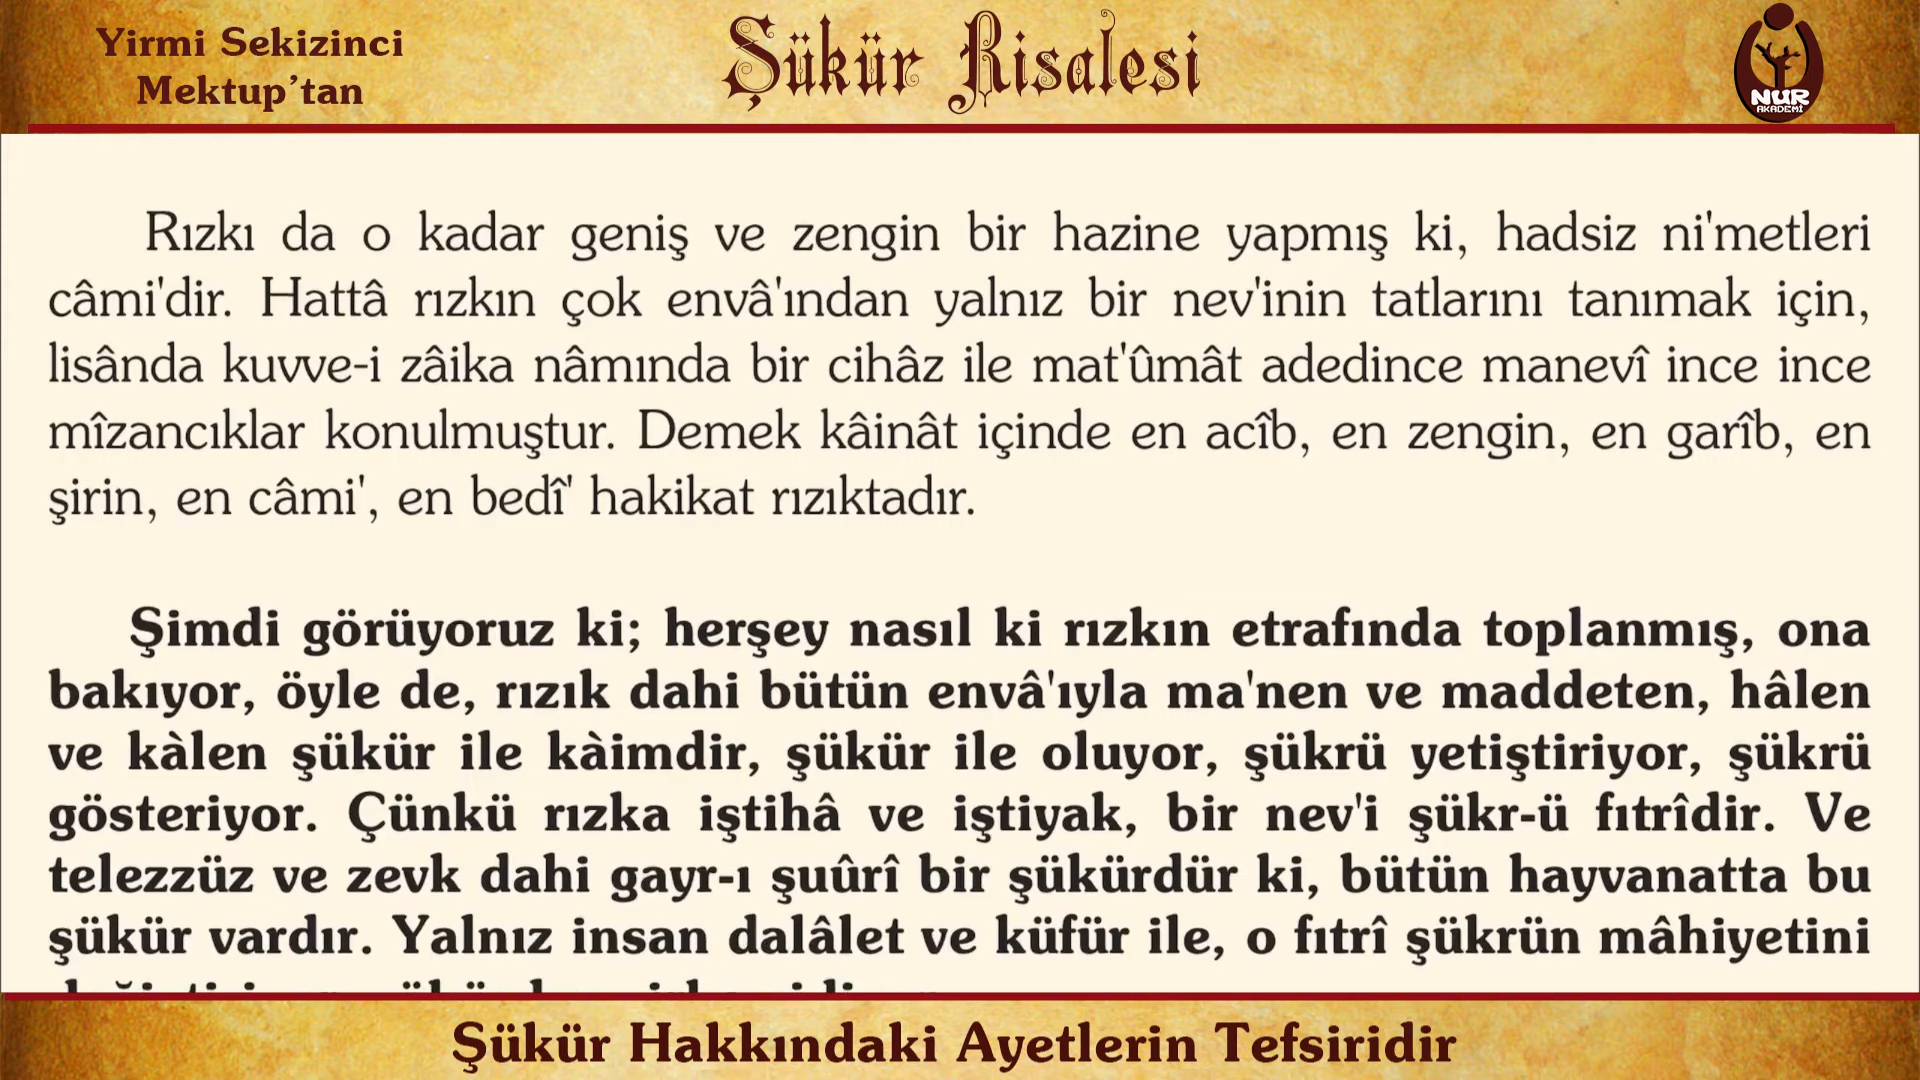 Yirmi Sekizinci
Mektup’tan
Şükür Risalesi
NUR
AKADEMİ
Rızkı da o kadar geniş ve zengin bir hazine yapmış ki, hadsiz ni'metleri
câmi'dir. Hattâ rızkın çok envâ'ından yalnız bir nev'inin tatlarını tanımak için,
lisânda kuvve-i zâika nâmında bir cihâz ile mat'ûmât adedince manevî ince ince
mîzancıklar konulmuştur. Demek kâinât içinde en acîb, en zengin, en garîb, en
şirin, en câmi', en bedî' hakikat rızıktadır.
Şimdi görüyoruz ki; herşey nasıl ki rızkın etrafında toplanmış, ona
bakıyor, öyle de, rızık dahi bütün envâ'ıyla ma'nen ve maddeten, hâlen
ve kàlen şükür ile kàimdir, şükür ile oluyor, şükrü yetiştiriyor, şükrü
gösteriyor. Çünkü rızka iştihâ ve iştiyak, bir nev'i şükr-ü fıtrîdir. Ve
telezzüz ve zevk dahi gayr-ı şuûrî bir şükürdür ki, bütün hayvanatta bu
şükür vardır. Yalnız insan dalâlet ve küfür ile, o fıtrî şükrün mâhiyetini
Şükür Hakkındaki Ayetlerin Tefsiridir